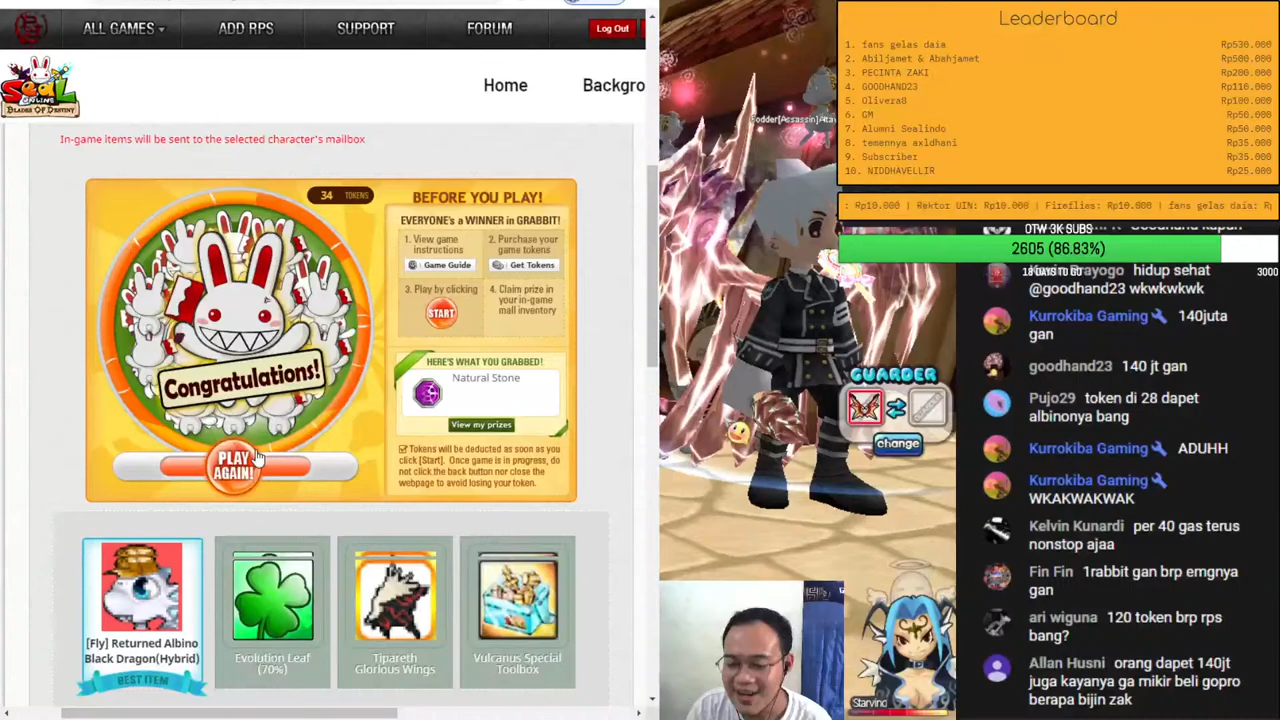 ALL GAMES
ADD RPS
SUPPORT
FORUM
Log Out
SEAL
ONLINE
BLADES OF DESTINY
Home
Backgro
In-game items will be sent to the selected character's mailbox
34 TOKENS
BEFORE YOU PLAY!
EVERYONE's a WINNER in GRABBIT!
1. View game
instructions
Game Guide
2. Purchase your
game tokens
Get Tokens
3. Play by clicking
START
4. Claim prize in
your in-game
mall inventory
HERE'S WHAT YOU GRABBED!
Natural Stone
View my prizes
Tokens will be deducted as soon as you
click [Start]. Once game is in progress, do
not click the back button nor close the
webpage to avoid losing your token.
Congratulations!
PLAY
AGAIN!
[Fly] Returned Albino
Black Dragon(Hybrid)
BEST ITEM
Evolution Leaf
(70%)
Tipareth
Glorious Wings
Vulcanus Special
Toolbox
GUARDER
change
Starvind
Leaderboard
1. fans gelas daia Rp530.000
2. Abiljamet & Abahjamet Rp500.000
3. PECINTA ZAKI Rp200.000
4. GOODHAND23 Rp110.000
5. Olivera8 Rp100.000
6. GM Rp50.000
7. Alumni Sealindo Rp50.000
8. temennya axldhani Rp35.000
9. Subscriber Rp35.000
10. NIDDHAVELLIR Rp25.000
: Rp10.000 | Rektor UIN: Rp10.000 | Fireflias: Rp10.000 | fans gelas daia: R
OTW 3K SUBS
2605 (86.83%)
3000
hidup sehat
@goodhand23 wkwkwkwk
Kurrokiba Gaming 140juta
gan
goodhand23 140 jt gan
Pujo29 token di 28 dapet
albinonya bang
Kurrokiba Gaming ADUHH
Kurrokiba Gaming
WKAKWAKWAK
Kelvin Kunardi per 40 gas terus
nonstop ajaa
Fin Fin 1rabbit gan brp emgnya
gan
ari wiguna 120 token brp rps
bang?
Allan Husni orang dapet 140jt
juga kayanya ga mikir beli gopro
berapa bijin zak